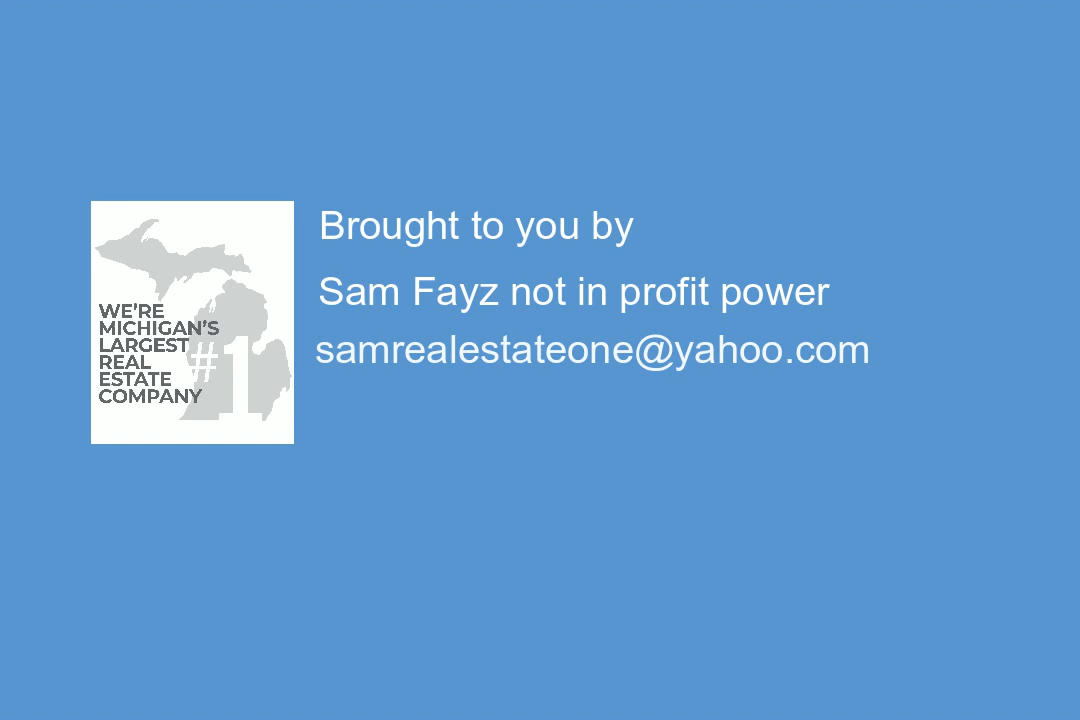 WE'RE
MICHIGAN'S
LARGEST
REAL
ESTATE
COMPANY
#1
Brought to you by
Sam Fayz not in profit power
samrealestateone@yahoo.com